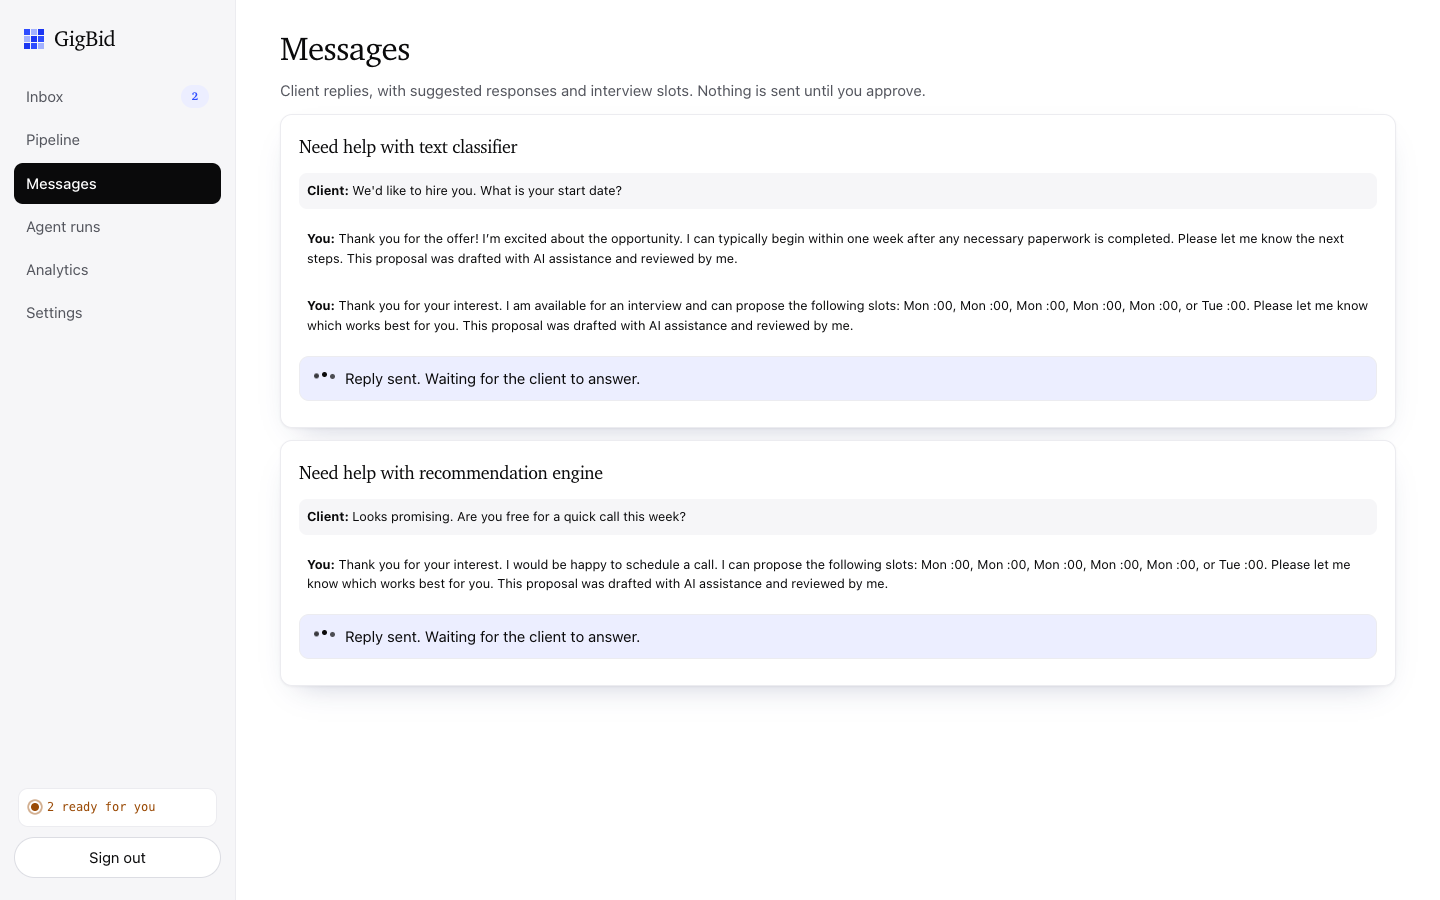 GigBid
Inbox
2
Pipeline
Messages
Agent runs
Analytics
Settings
2 ready for you
Sign out
Messages
Client replies, with suggested responses and interview slots. Nothing is sent until you approve.
Need help with text classifier
Client: We'd like to hire you. What is your start date?
You: Thank you for the offer! I’m excited about the opportunity. I can typically begin within one week after any necessary paperwork is completed. Please let me know the next
steps. This proposal was drafted with AI assistance and reviewed by me.
You: Thank you for your interest. I am available for an interview and can propose the following slots: Mon :00, Mon :00, Mon :00, Mon :00, Mon :00, or Tue :00. Please let me know
which works best for you. This proposal was drafted with AI assistance and reviewed by me.
Reply sent. Waiting for the client to answer.
Need help with recommendation engine
Client: Looks promising. Are you free for a quick call this week?
You: Thank you for your interest. I would be happy to schedule a call. I can propose the following slots: Mon :00, Mon :00, Mon :00, Mon :00, Mon :00, or Tue :00. Please let me
know which works best for you. This proposal was drafted with AI assistance and reviewed by me.
Reply sent. Waiting for the client to answer.